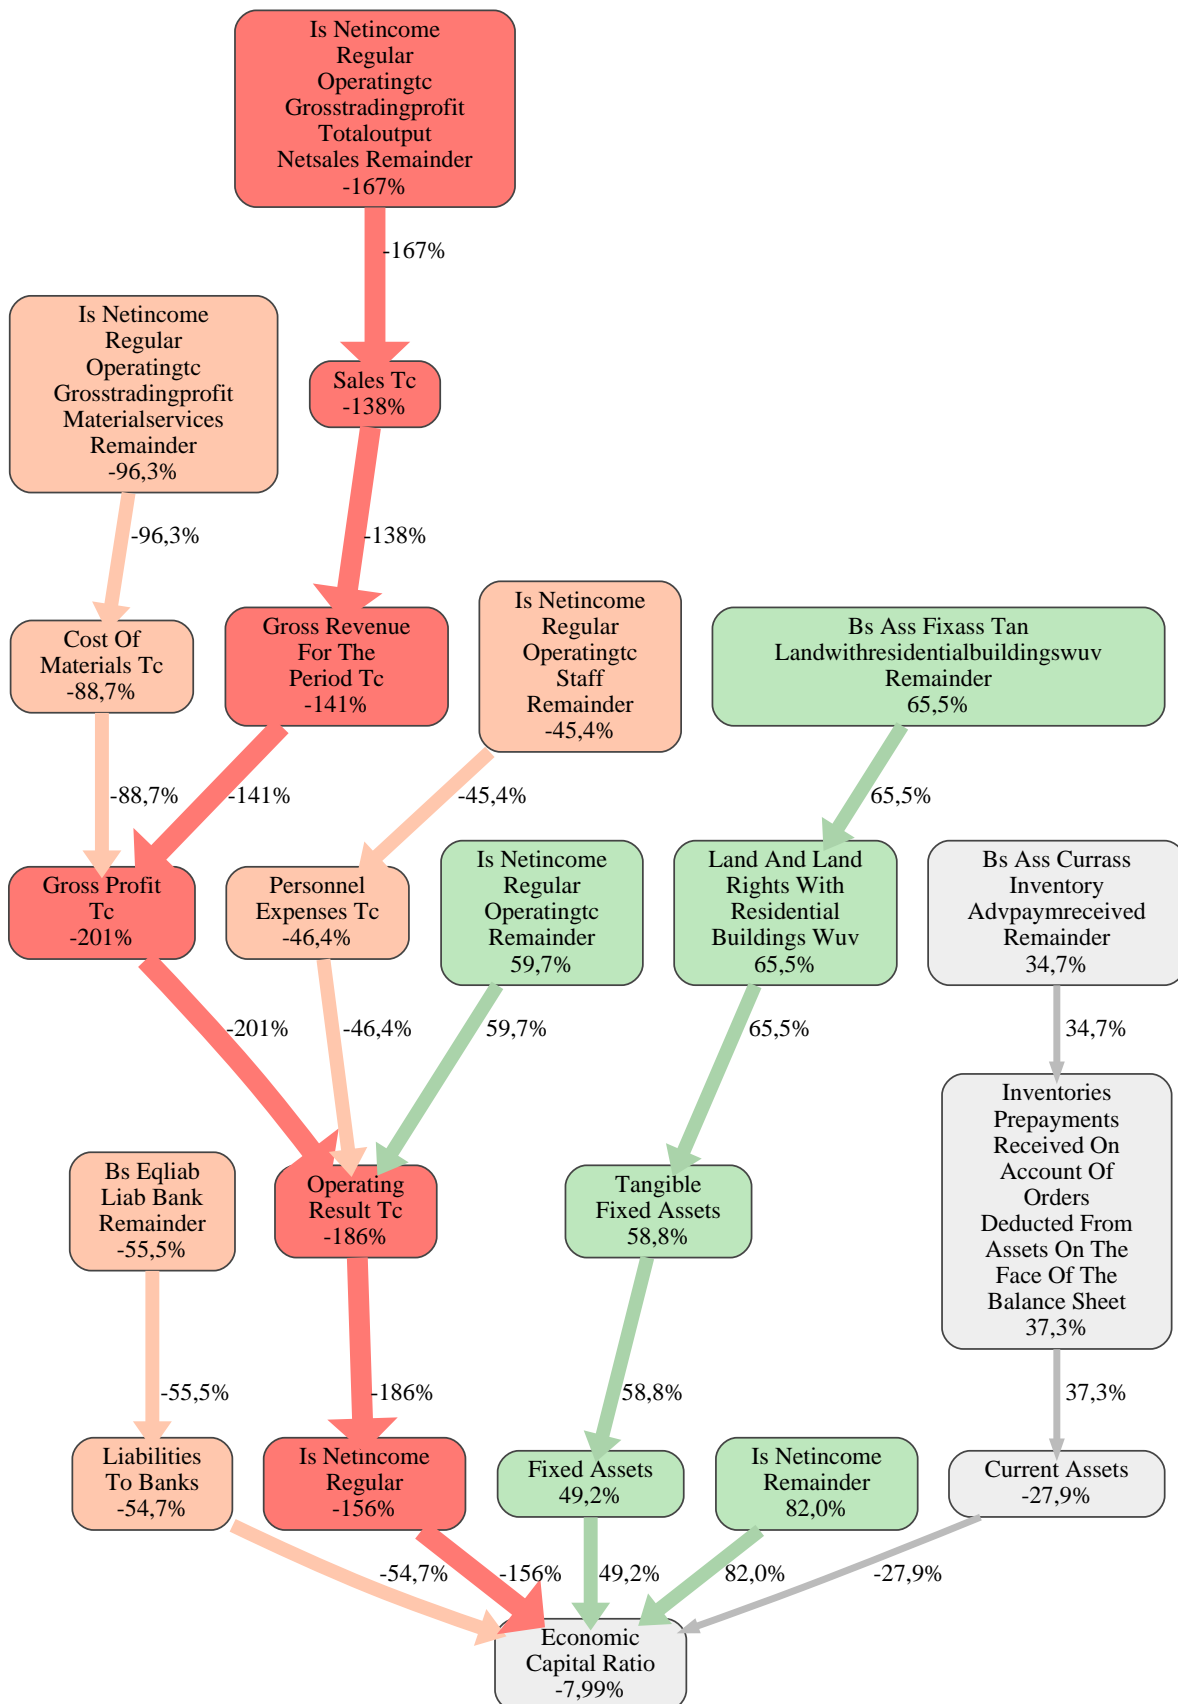 Is Netincome
Regular
Operatingtc
Grosstradingprofit
Totaloutput
Netsales Remainder
-167%
-167%
Is Netincome
Regular
Operatingtc
Grosstradingprofit
Materialservices
Remainder
-96,3%
Sales Tc
-138%
-96,3%
-138%
Cost Of
Materials Tc
-88,7%
Gross Revenue
For The
Period Tc
-141%
Is Netincome
Regular
Operatingtc
Staff
Remainder
-45,4%
Bs Ass Fixass Tan
Landwithresidentialbuildingswuv
Remainder
65,5%
-88,7%
-141%
-45,4%
65,5%
Gross Profit
Tc
-201%
Personnel
Expenses Tc
-46,4%
Is Netincome
Regular
Operatingtc
Remainder
59,7%
Land And Land
Rights With
Residential
Buildings Wuv
65,5%
Bs Ass Currass
Inventory
Advpaymreceived
Remainder
34,7%
-201%
-46,4%
59,7%
65,5%
34,7%
Bs Eqliab
Liab Bank
Remainder
-55,5%
Operating
Result Tc
-186%
Tangible
Fixed Assets
58,8%
Inventories
Prepayments
Received On
Account Of
Orders
Deducted From
Assets On The
Face Of The
Balance Sheet
37,3%
-55,5%
-186%
58,8%
37,3%
Liabilities
To Banks
-54,7%
Is Netincome
Regular
-156%
Fixed Assets
49,2%
Is Netincome
Remainder
82,0%
Current Assets
-27,9%
-54,7%
-156%
49,2%
82,0%
-27,9%
Economic
Capital Ratio
-7,99%